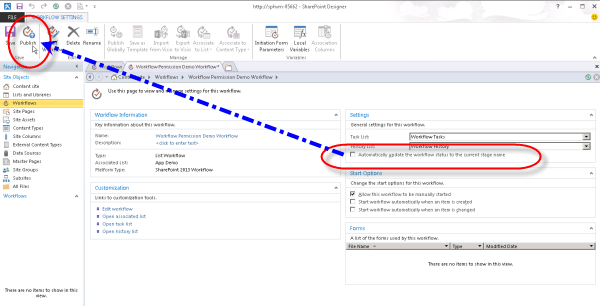 http://sphvm-45662 - SharePoint Designer
FILE
WORKFLOW SETTINGS
Save
Publish
Delete
Rename
Publish Globally
Save as Template
Import from Visio
Export to Visio
Associate to List
Associate to Content Type
Initiation Form Parameters
Local Variables
Association Columns
Save
Manage
Variables
Navigation
Workflow Permission Demo Workflow*
Workflows
Workflow Permission Demo Workflow
Site Objects
Content site
Lists and Libraries
Workflows
Site Pages
Site Assets
Content Types
Site Columns
External Content Types
Data Sources
Master Pages
Site Groups
Subsites
All Files
Workflows
There are no items to show in this view.
Use this page to view and manage settings for this workflow.
Workflow Information
Key information about this workflow.
Name: Workflow Permission Demo Workflow
Description: <click to enter text>
Type: List Workflow
Associated List: App Demo
Platform Type: SharePoint 2013 Workflow
Customization
Links to customization tools.
Edit workflow
Open associated list
Open task list
Open history list
Settings
General settings for this workflow.
Task List: (Workflow Tasks)
History List: (Workflow History)
Automatically update the workflow status to the current stage name
Start Options
Change the start options for this workflow.
Allow this workflow to be manually started
Start workflow automatically when an item is created
Start workflow automatically when an item is changed
Forms
A list of the forms used by this workflow.
File Name Type Modified Date
There are no items to show in this view.